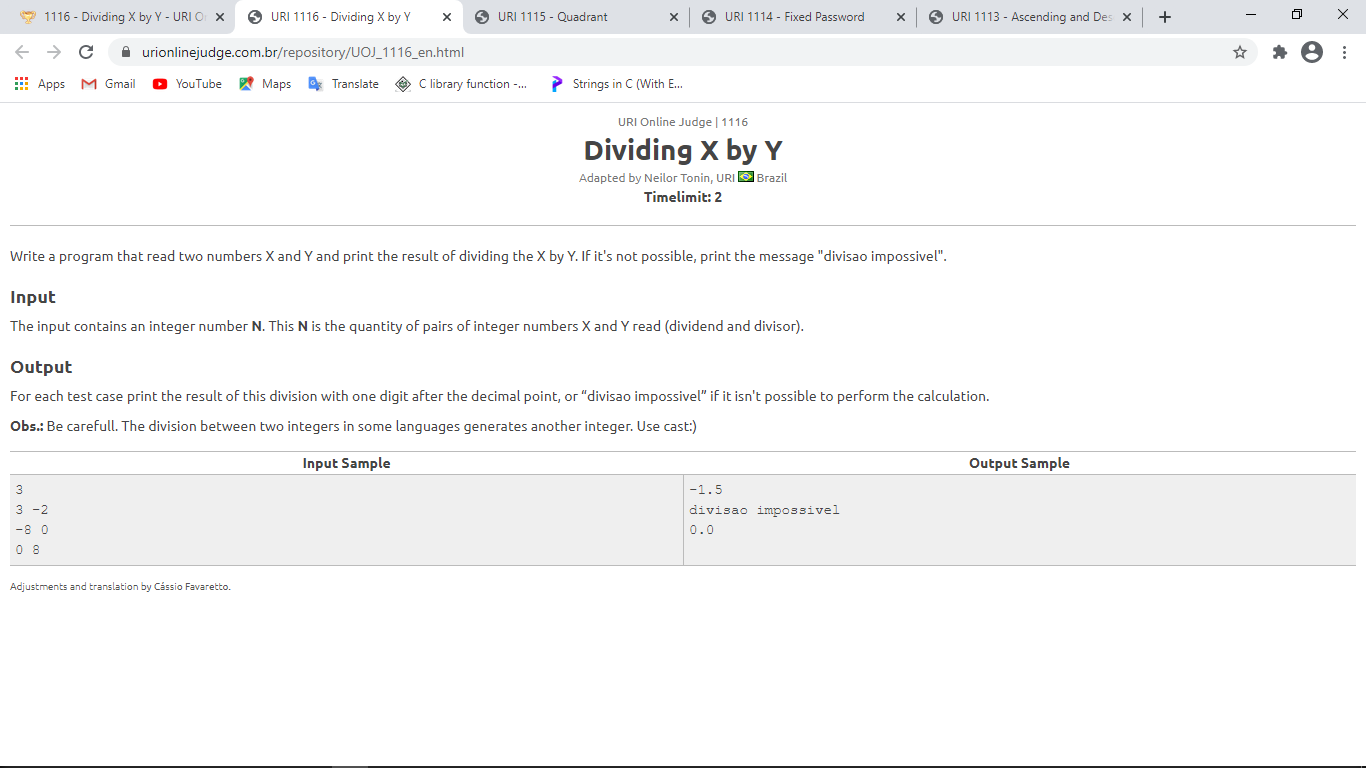 1116 - Dividing X by Y - URI O
URI 1116 - Dividing X by Y
URI 1115 - Quadrant
URI 1114 - Fixed Password
URI 1113 - Ascending and Des
urionlinejudge.com.br/repository/UOJ_1116_en.html
Apps Gmail YouTube Maps Translate C library function -... Strings in C (With E...
URI Online Judge | 1116
Dividing X by Y
Adapted by Neilor Tonin, URI Brazil
Timelimit: 2
Write a program that read two numbers X and Y and print the result of dividing the X by Y. If it's not possible, print the message "divisao impossivel".
Input
The input contains an integer number N. This N is the quantity of pairs of integer numbers X and Y read (dividend and divisor).
Output
For each test case print the result of this division with one digit after the decimal point, or “divisao impossivel” if it isn't possible to perform the calculation.
Obs.: Be carefull. The division between two integers in some languages generates another integer. Use cast:)
Input Sample
Output Sample
3
3 -2
-8 0
0 8
-1.5
divisao impossivel
0.0
Adjustments and translation by Cássio Favaretto.